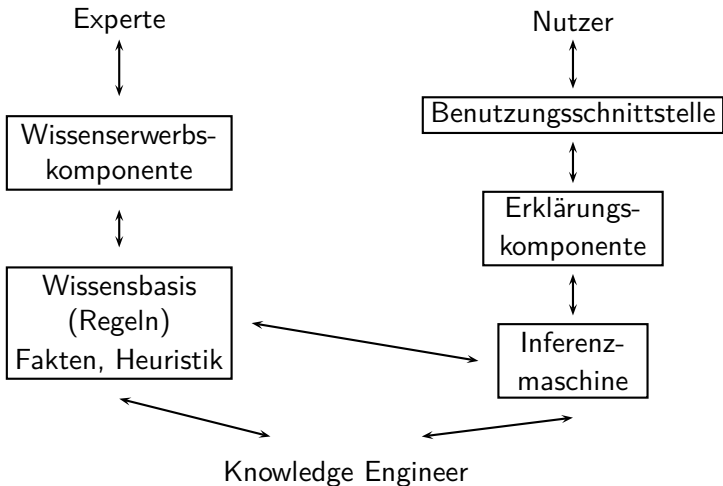 Experte
Nutzer
Wissenserwerbs-
komponente
Benutzungsschnittstelle
Erklärungs-
komponente
Wissensbasis
(Regeln)
Fakten, Heuristik
Inferenz-
maschine
Knowledge Engineer